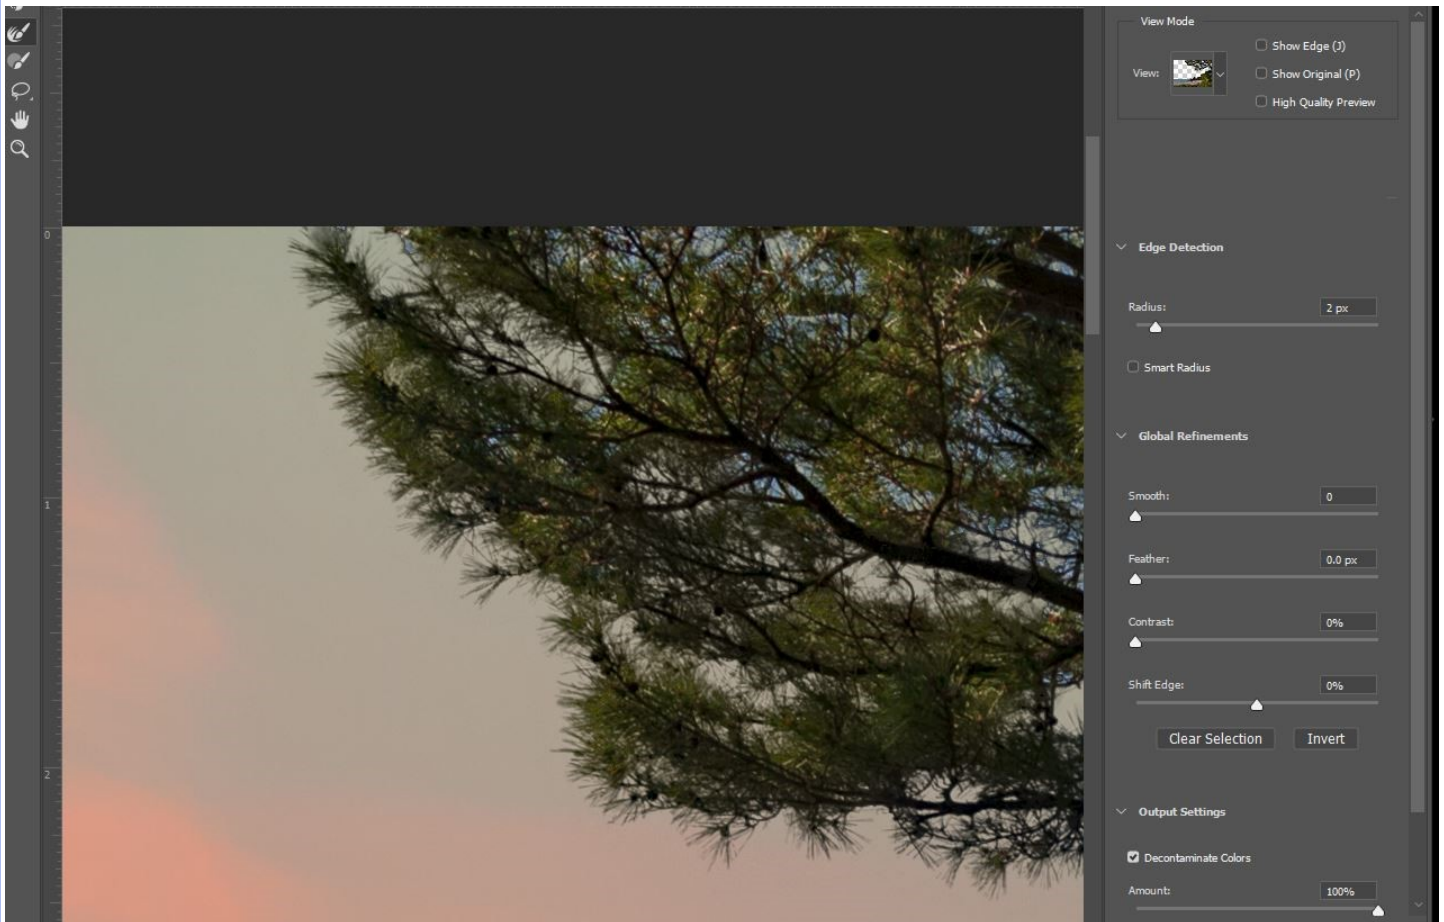 View Mode
Show Edge (J)
View:
Show Original (P)
High Quality Preview
0
Edge Detection
Radius:
2 px
Smart Radius
Global Refinements
1
Smooth:
0
Feather:
0.0 px
Contrast:
0%
Shift Edge:
0%
Clear Selection
Invert
2
Output Settings
Decontaminate Colors
Amount:
100%